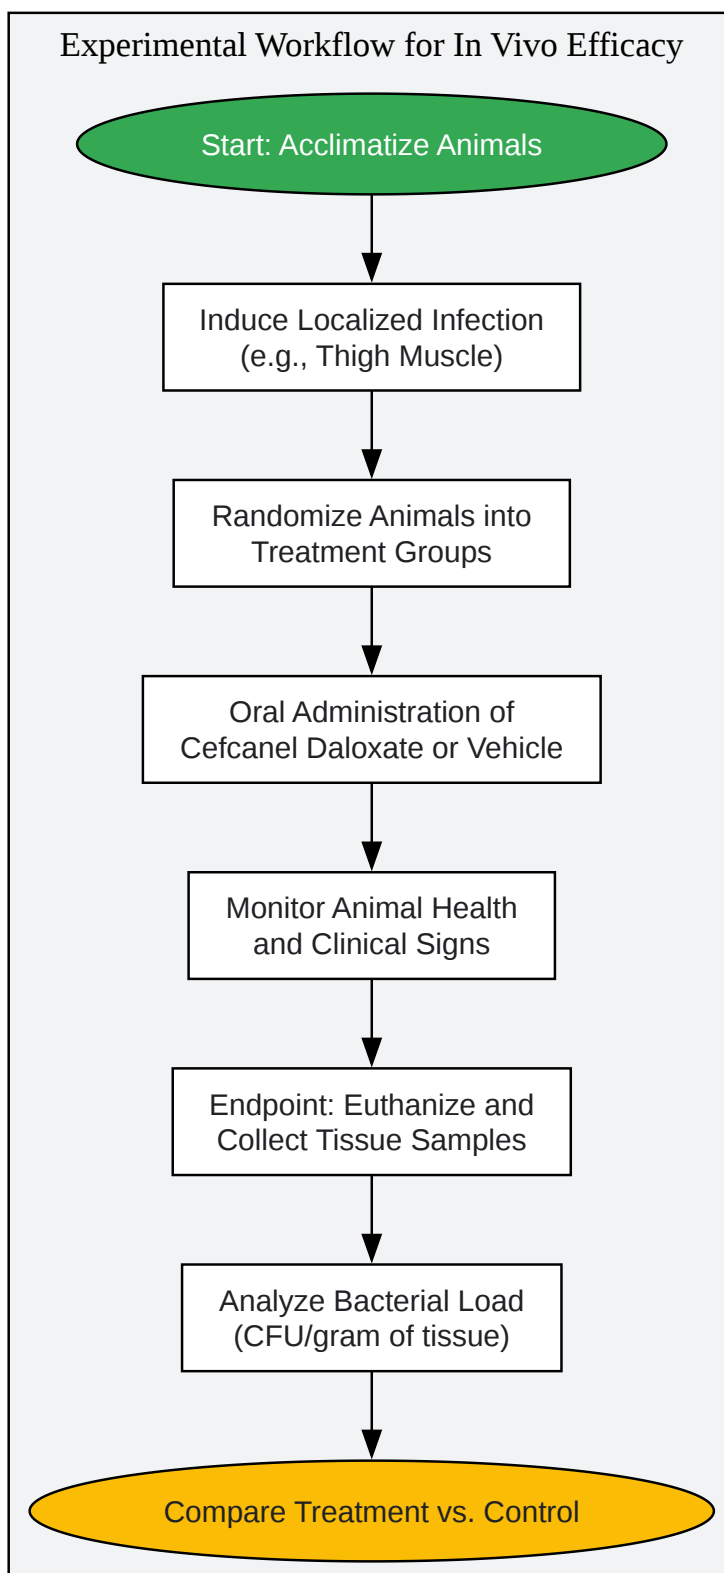 Experimental Workflow for In Vivo Efficacy
Start: Acclimatize Animals
Induce Localized Infection
(e.g., Thigh Muscle)
Randomize Animals into
Treatment Groups
Oral Administration of
Cefcanel Daloxate or Vehicle
Monitor Animal Health
and Clinical Signs
Endpoint: Euthanize and
Collect Tissue Samples
Analyze Bacterial Load
(CFU/gram of tissue)
Compare Treatment vs. Control